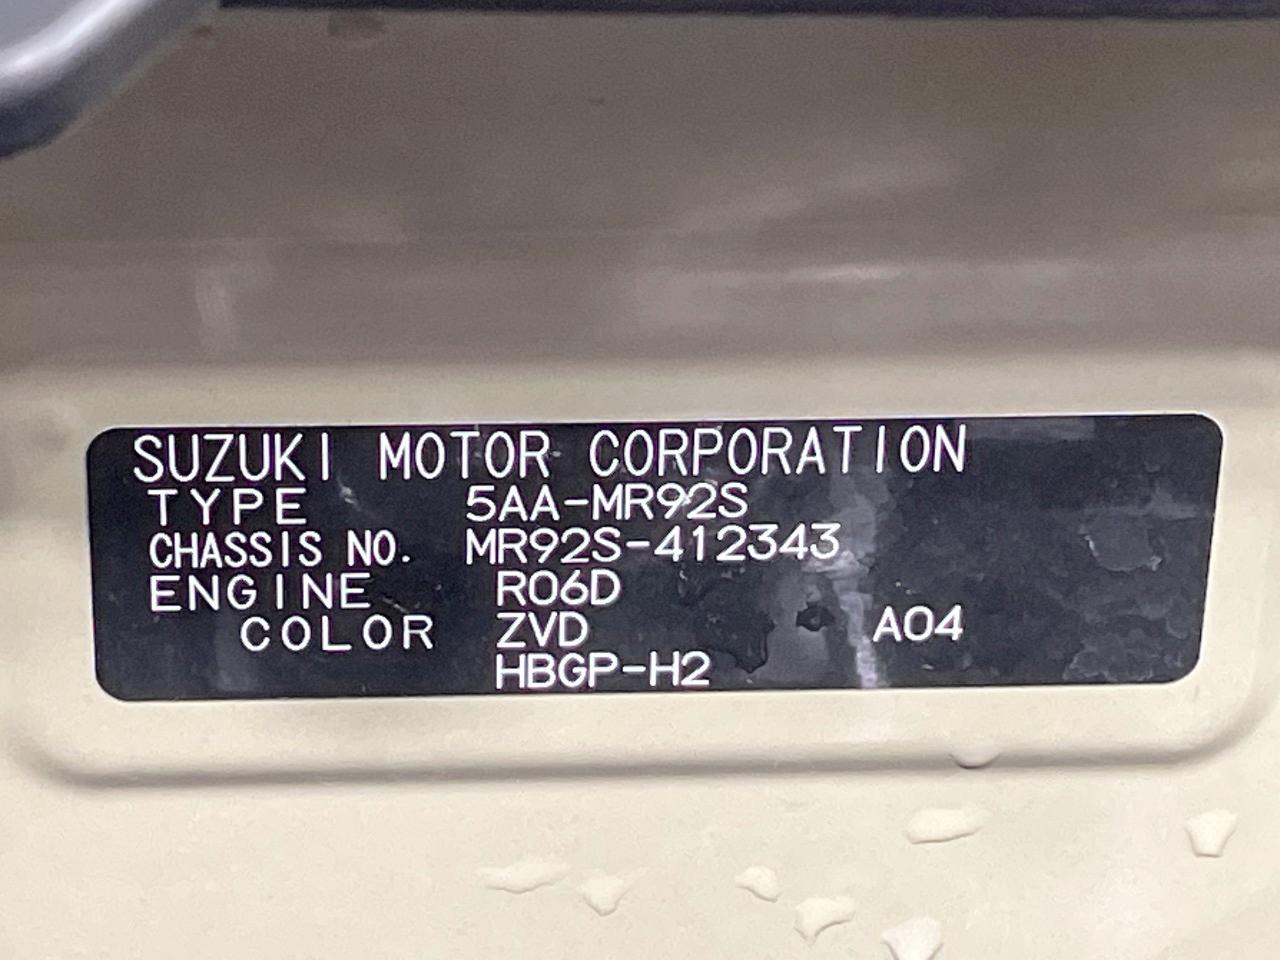 SUZUKI MOTOR CORPORATION
TYPE 5AA-MR92S
CHASSIS NO. MR92S-412343
ENGINE R06D
COLOR ZVD A04
HBGP-H2